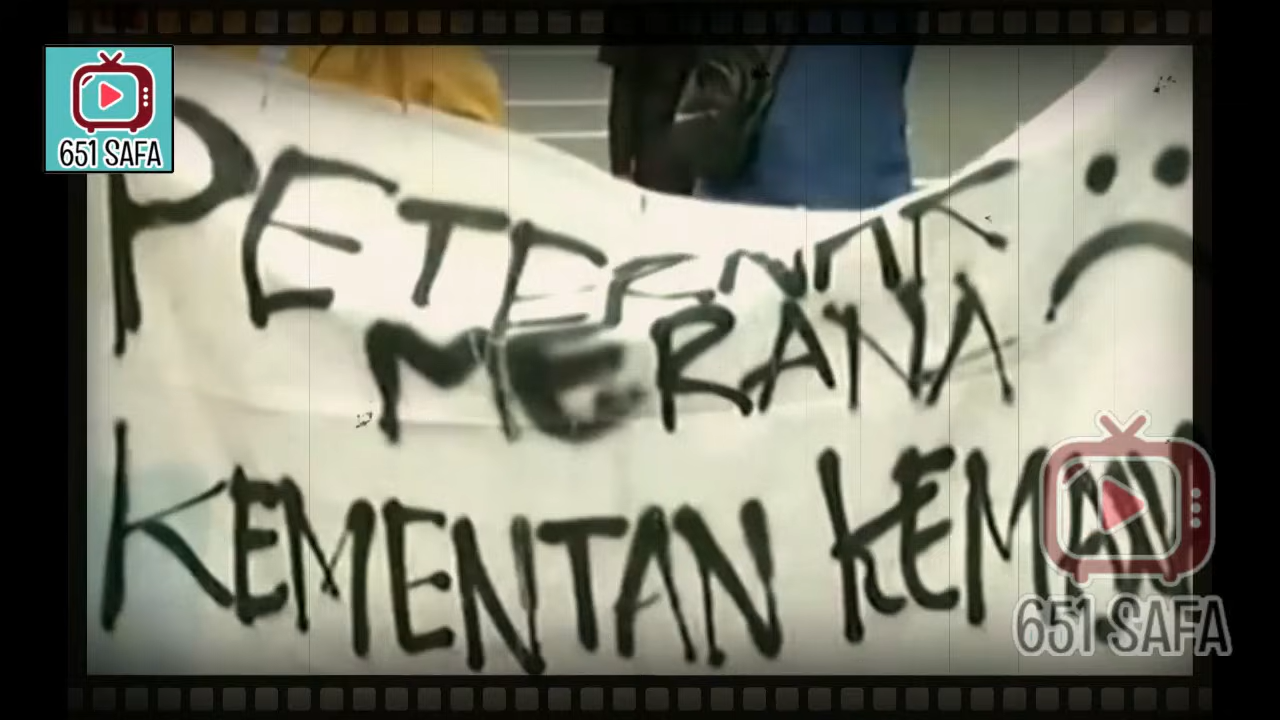 651 SAFA
PETERNAK
MERANA
KEMENTAN
651 SAFA